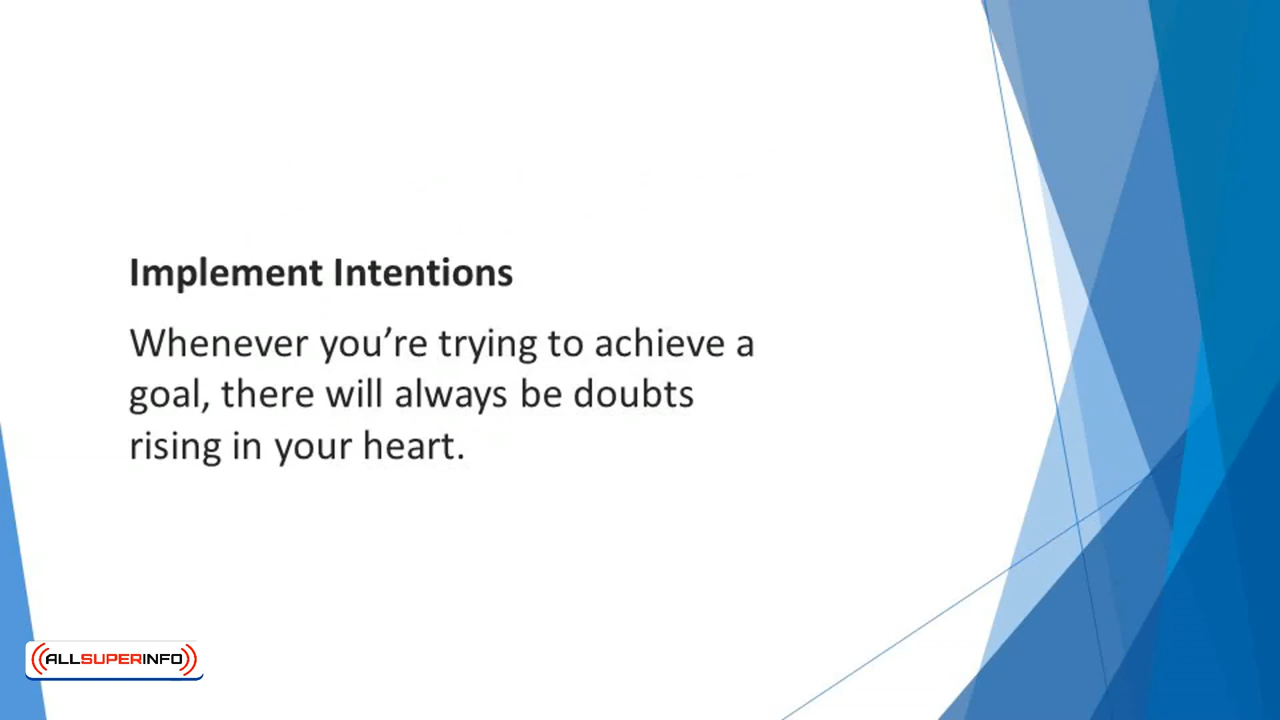 Implement Intentions
Whenever you’re trying to achieve a
goal, there will always be doubts
rising in your heart.
ALLSUPERINFO